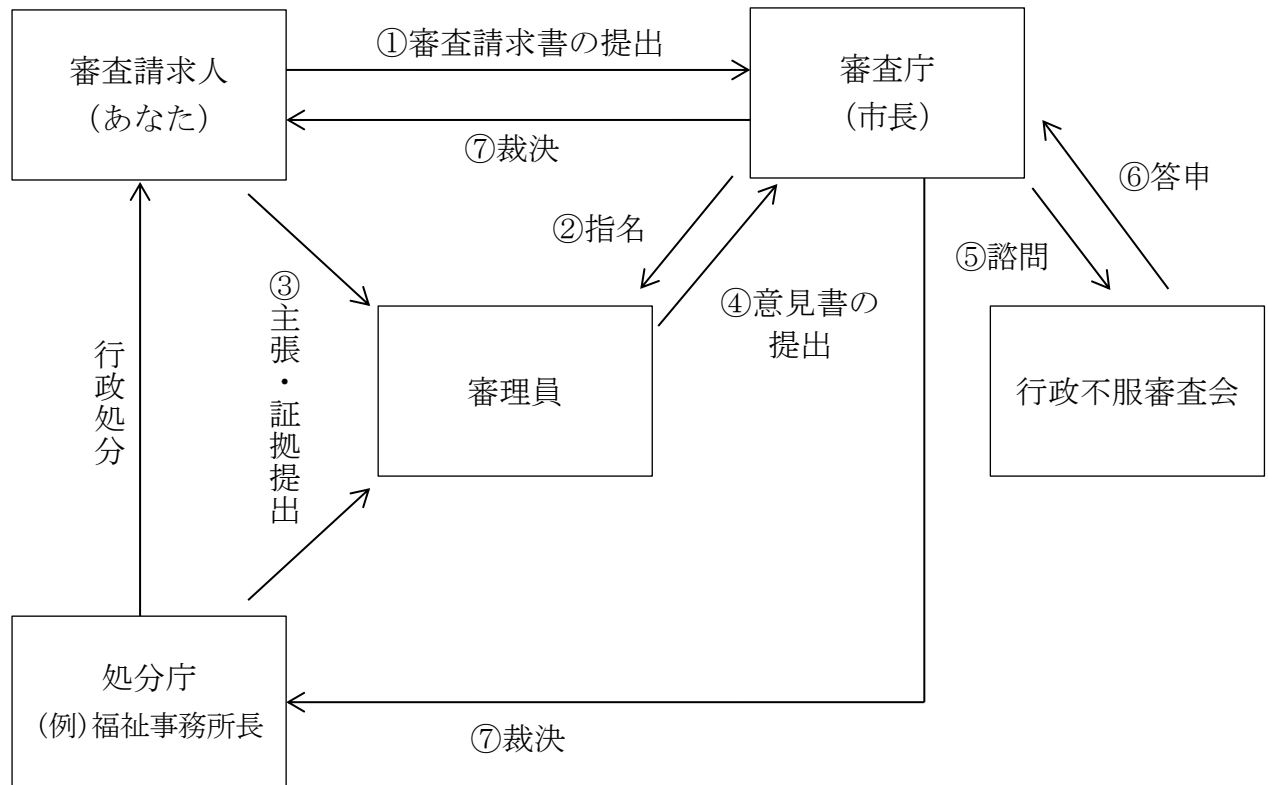 ①審査請求書の提出
審査請求人
（あなた）
審査庁
（市長）
⑦裁決
⑥答申
②指名
⑤諮問
③主張・証拠提出
④意見書の
提出
行政処分
審理員
行政不服審査会
処分庁
（例）福祉事務所長
⑦裁決